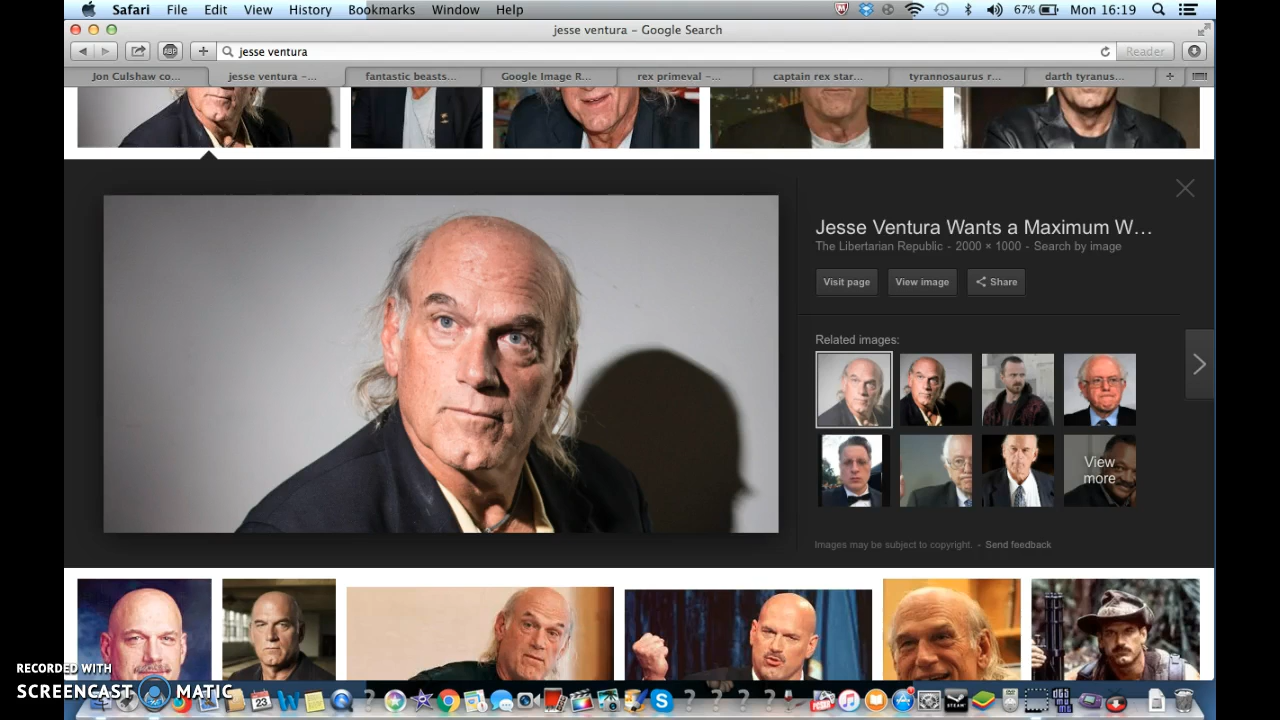 Safari File Edit View History Bookmarks Window Help 67% Mon 16:19
jesse ventura – Google Search
ABP + jesse ventura Reader
Jon Culshaw co... jesse ventura –... fantastic beasts... Google Image R... rex primeval –... captain rex star... tyrannosaurus r... darth tyranus... +
Jesse Ventura Wants a Maximum W...
The Libertarian Republic - 2000 × 1000 - Search by image
Visit page View image Share
Related images:
View
more
Images may be subject to copyright. - Send feedback
RECORDED WITH
SCREENCAST MATIC
23
STEAM